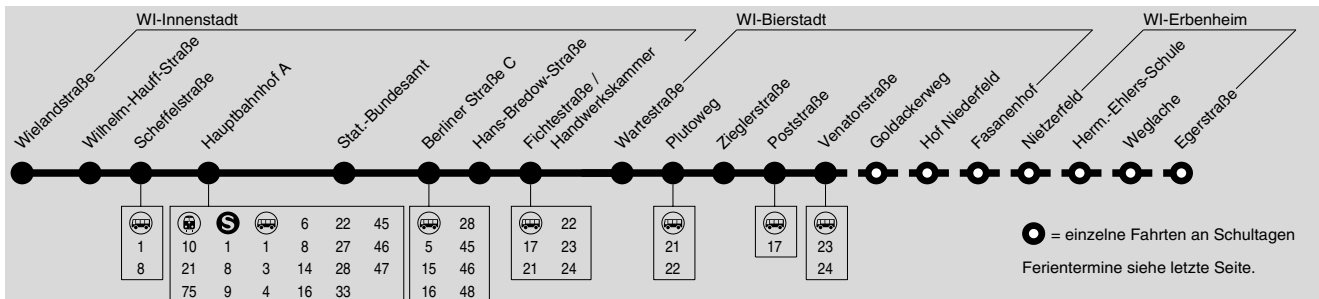 WI-Innenstadt WI-Bierstadt WI-Erbenheim
Wielandstraße
Wilhelm-Hauff-Straße
Scheffelstraße
Hauptbahnhof A
Stat.-Bundesamt
Berliner Straße C
Hans-Bredow-Straße
Fichtestraße /
Handwerkskammer
Wartestraße
Plutoweg
Zieglerstraße
Poststraße
Venatorstraße
Goldackerweg
Hof Niederfeld
Fasanenhof
Nietzerfeld
Herm.-Ehlers-Schule
Weglache
Egerstraße
1
8
S 6 22 45
10 1 1 8 27 46
21 8 3 14 28 47
75 9 4 16 33
28
5 45
15 46
16 48
22
17 23
21 24
21
22
17
23
24
= einzelne Fahrten an Schultagen
Ferientermine siehe letzte Seite.